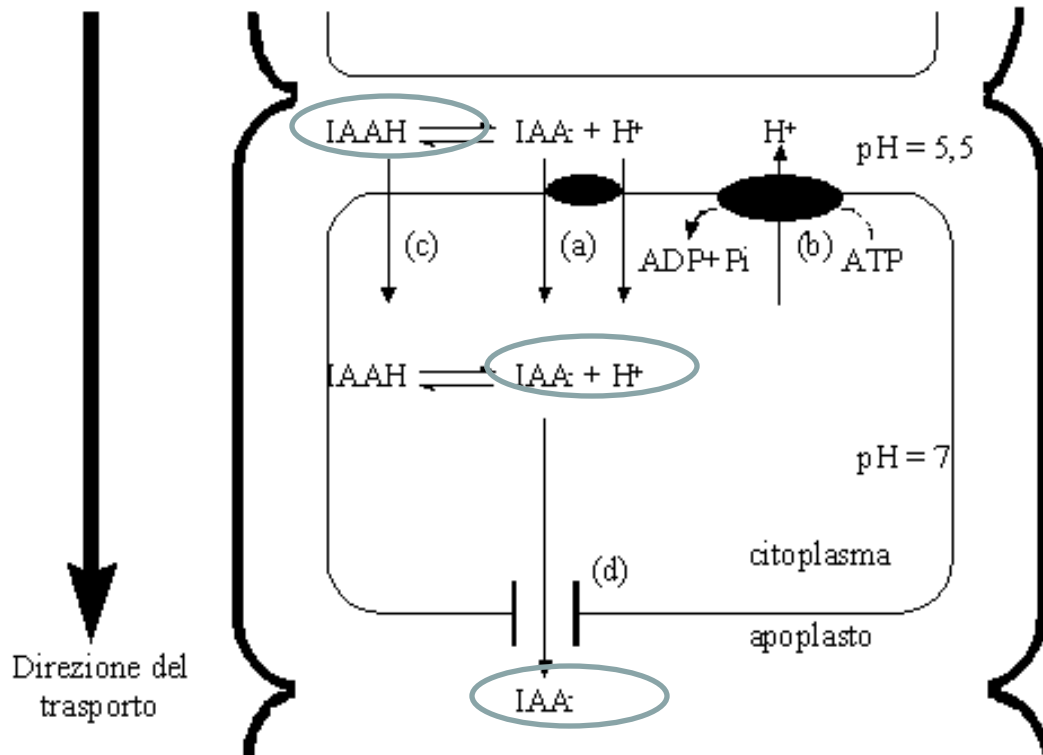 IAAH IAA- + H⁺ H⁺
pH = 5,5
(c) (a) (b)
ADP+ Pi ATP
IAAH IAA- + H⁺
pH = 7
citoplasma
(d)
apoplasto
Direzione del
trasporto
IAA-